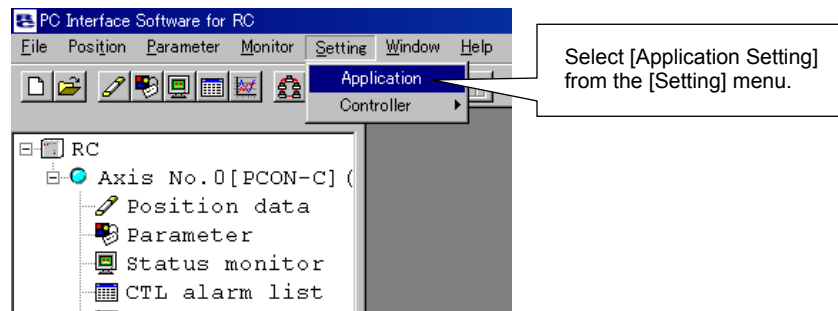 PC Interface Software for RC
File Position Parameter Monitor Setting Window Help
Application
Controller
Select [Application Setting]
from the [Setting] menu.
RC
Axis No.0[PCON-C](
Position data
Parameter
Status monitor
CTL alarm list